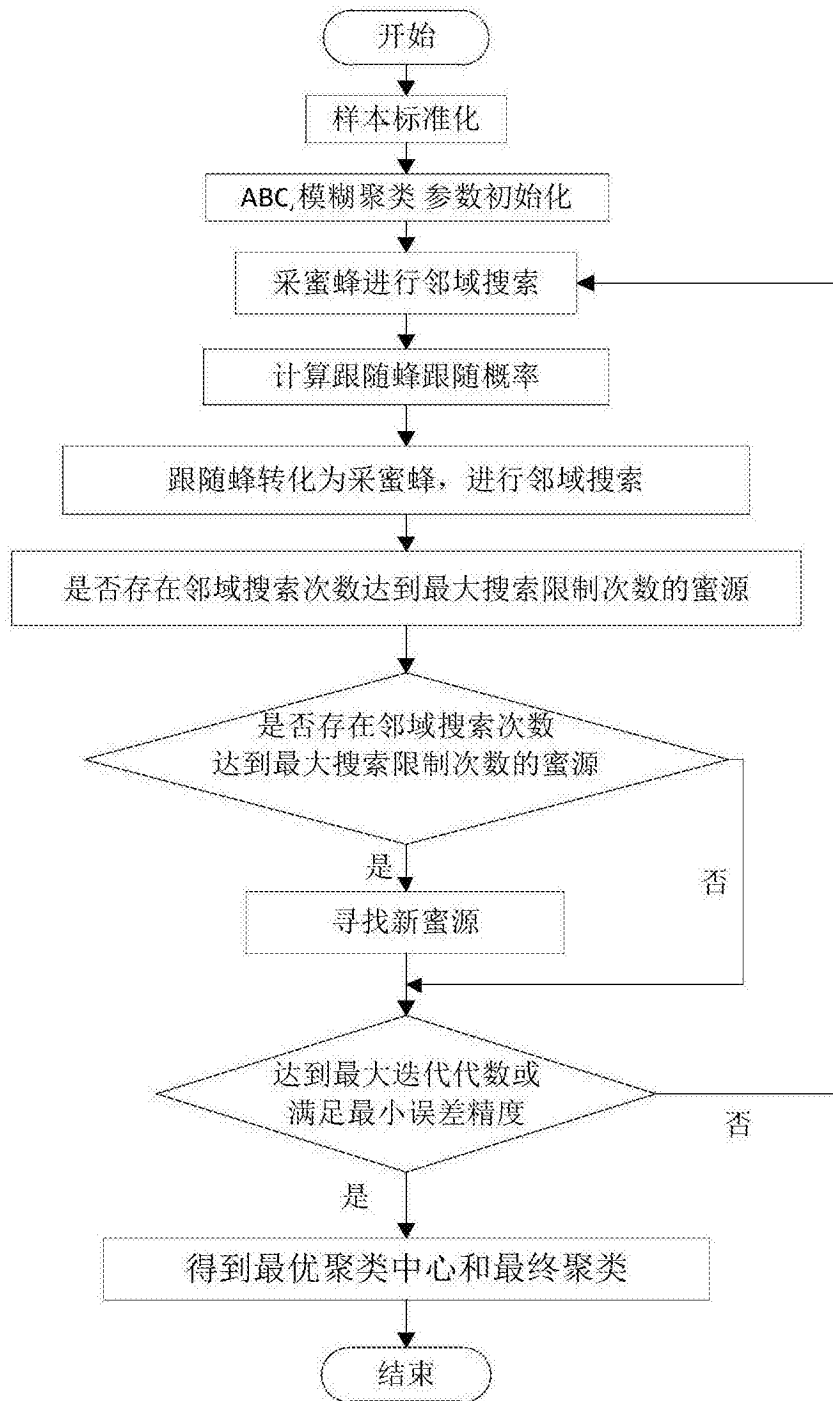 开始
样本标准化
ABC,模糊聚类 参数初始化
采蜜蜂进行邻域搜索
计算跟随蜂跟随概率
跟随蜂转化为采蜜蜂，进行邻域搜索
是否存在邻域搜索次数达到最大搜索限制次数的蜜源
是否存在邻域搜索次数
达到最大搜索限制次数的蜜源
是
否
寻找新蜜源
达到最大迭代代数或
满足最小误差精度
否
是
得到最优聚类中心和最终聚类
结束